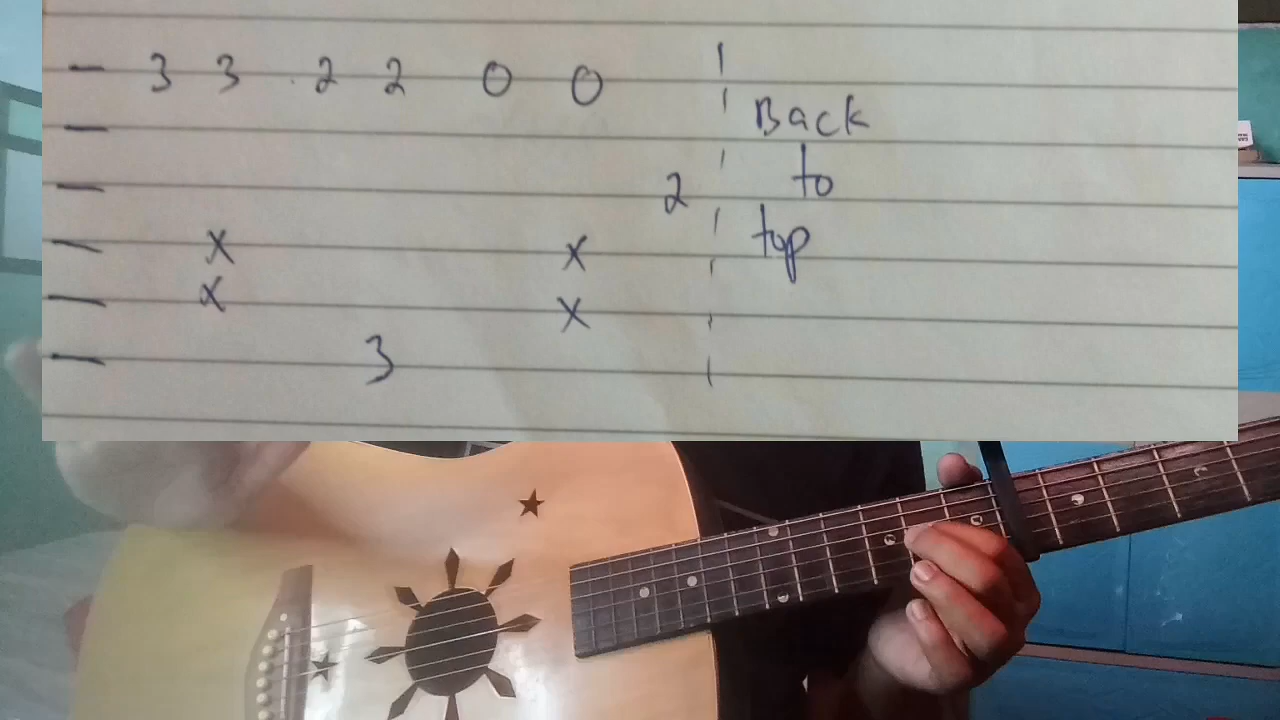 - 3 3 2 2 0 0
-
Back
- 2 to
- x x top
- x x
- 3